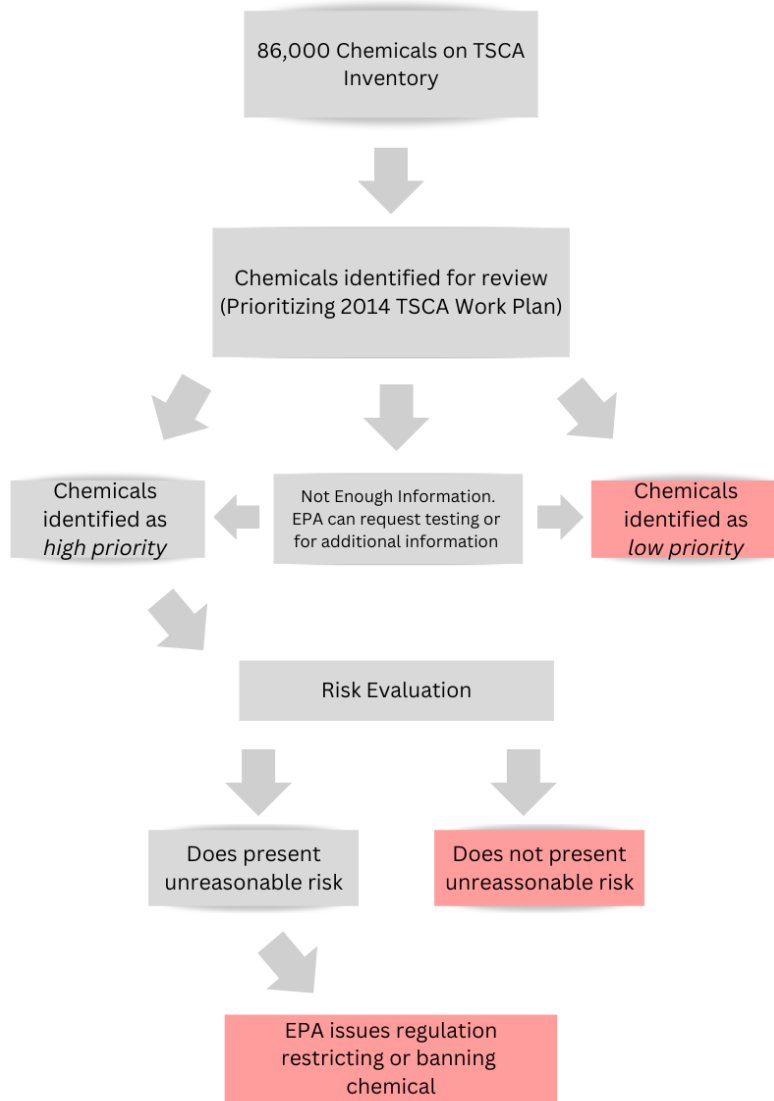 86,000 Chemicals on TSCA
Inventory
Chemicals identified for review
(Prioritizing 2014 TSCA Work Plan)
Chemicals
identified as
high priority
Not Enough Information.
EPA can request testing or
for additional information
Chemicals
identified as
low priority
Risk Evaluation
Does present
unreasonable risk
Does not present
unreassonable risk
EPA issues regulation
restricting or banning
chemical